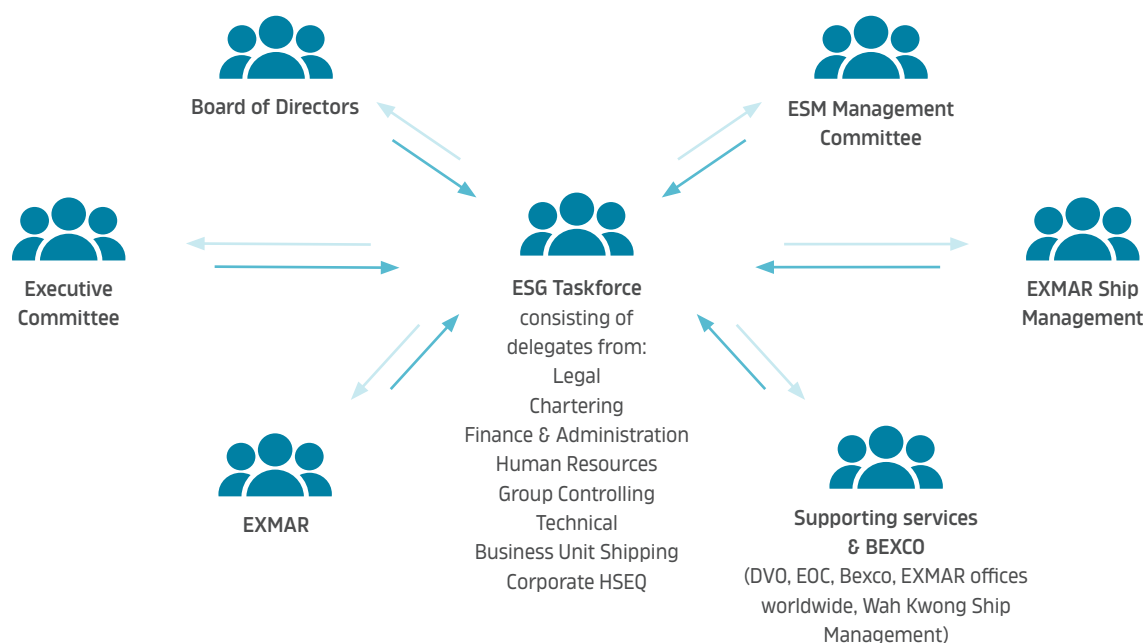 Board of Directors
ESM Management
Committee
Executive
Committee
ESG Taskforce
consisting of
delegates from:
Legal
Chartering
Finance & Administration
Human Resources
Group Controlling
Technical
Business Unit Shipping
Corporate HSEQ
EXMAR Ship
Management
EXMAR
Supporting services
& BEXCO
(DVO, EOC, Bexco, EXMAR offices
worldwide, Wah Kwong Ship
Management)